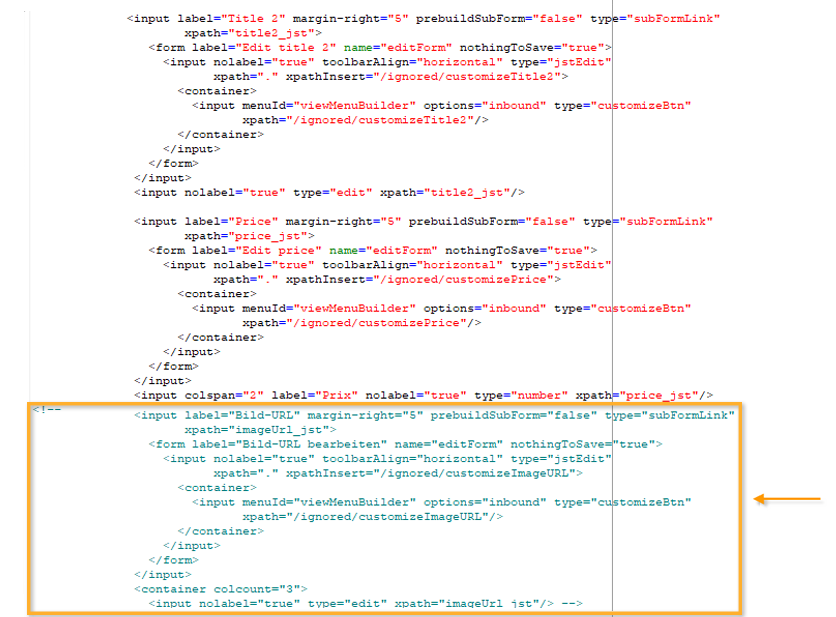 <input label="Title 2" margin-right="5" prebuildSubForm="false" type="subFormLink"
xpath="title2_jst">
<form label="Edit title 2" name="editForm" nothingToSave="true">
<input nolabel="true" toolbarAlign="horizontal" type="jstEdit"
xpath="." xpathInsert="/ignored/customizeTitle2">
<container>
<input menuId="viewMenuBuilder" options="inbound" type="customizeBtn"
xpath="/ignored/customizeTitle2"/>
</container>
</input>
</form>
</input>
<input nolabel="true" type="edit" xpath="title2_jst"/>
<input label="Price" margin-right="5" prebuildSubForm="false" type="subFormLink"
xpath="price_jst">
<form label="Edit price" name="editForm" nothingToSave="true">
<input nolabel="true" toolbarAlign="horizontal" type="jstEdit"
xpath="." xpathInsert="/ignored/customizePrice">
<container>
<input menuId="viewMenuBuilder" options="inbound" type="customizeBtn"
xpath="/ignored/customizePrice"/>
</container>
</input>
</form>
</input>
<input colspan="2" label="Prix" nolabel="true" type="number" xpath="price_jst"/>
<!--
<input label="Bild-URL" margin-right="5" prebuildSubForm="false" type="subFormLink"
xpath="imageUrl_jst">
<form label="Bild-URL bearbeiten" name="editForm" nothingToSave="true">
<input nolabel="true" toolbarAlign="horizontal" type="jstEdit"
xpath="." xpathInsert="/ignored/customizeImageURL">
<container>
<input menuId="viewMenuBuilder" options="inbound" type="customizeBtn"
xpath="/ignored/customizeImageURL"/>
</container>
</input>
</form>
</input>
<container colcount="3">
<input nolabel="true" type="edit" xpath="imageUrl_jst"/> -->